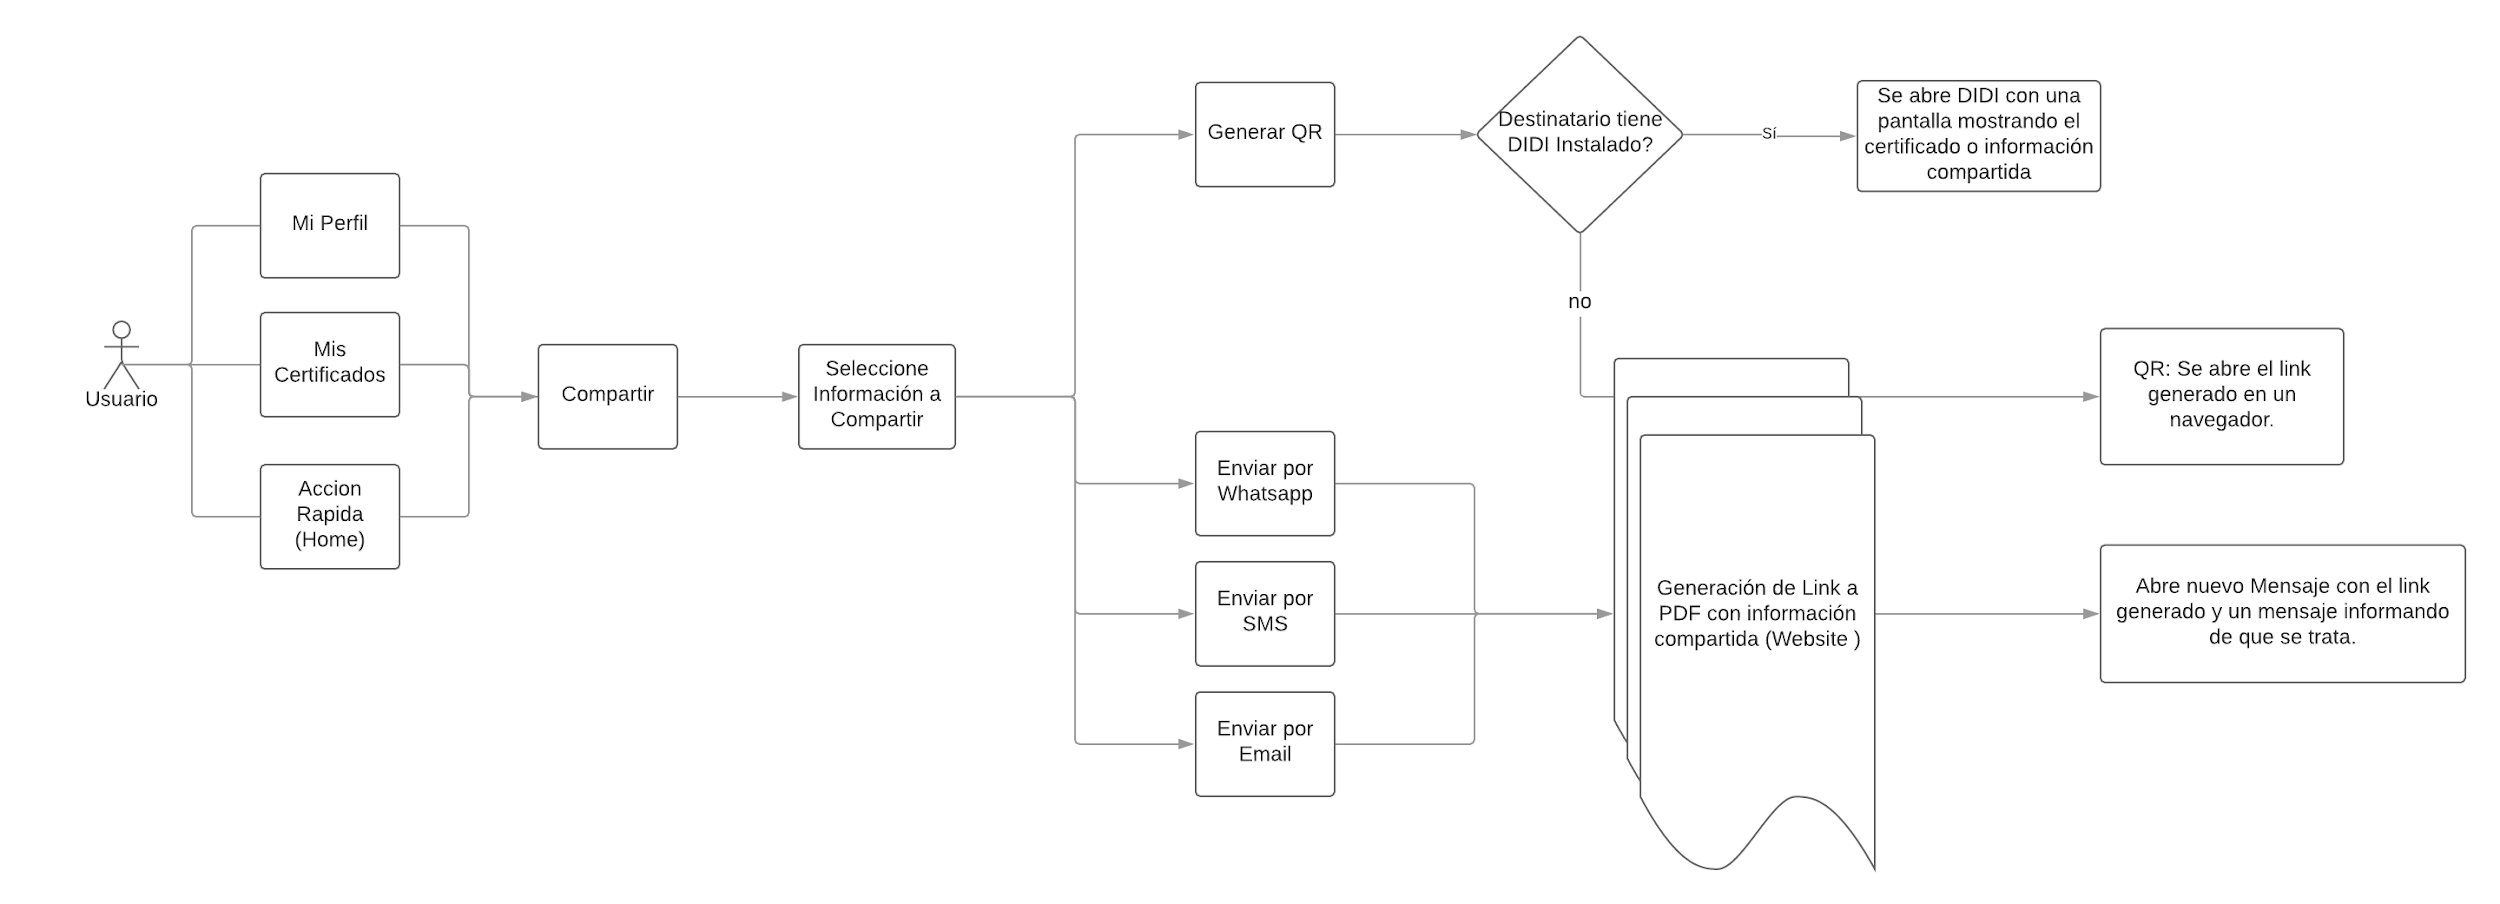 Usuario
Mi Perfil
Mis
Certificados
Accion
Rapida
(Home)
Compartir
Seleccione
Información a
Compartir
Generar QR
Enviar por
Whatsapp
Enviar por
SMS
Enviar por
Email
Destinatario tiene
DIDI Instalado?
Sí
no
Se abre DIDI con una
pantalla mostrando el
certificado o información
compartida
Generación de Link a
PDF con información
compartida (Website )
QR: Se abre el link
generado en un
navegador.
Abre nuevo Mensaje con el link
generado y un mensaje informando
de que se trata.